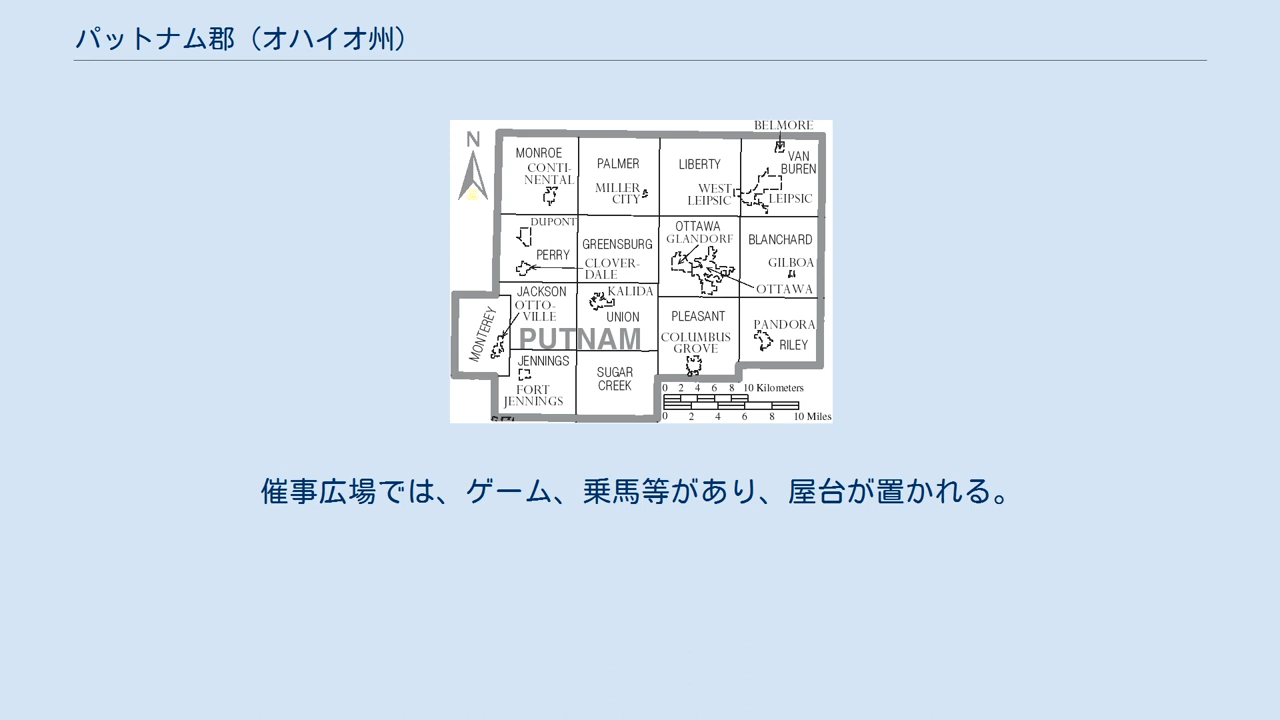 パットナム郡（オハイオ州）
BELMORE
N
MONROE
CONTI-
NENTAL
PALMER
MILLER
CITY
LIBERTY
WEST
LEIPSIC
VAN
BUREN
LEIPSIC
DUPONT
PERRY
GREENSBURG
CLOVER-
DALE
OTTAWA
GLANDORF
BLANCHARD
GILBOA
OTTAWA
MONTEREY
JACKSON
OTTO-
VILLE
KALIDA
UNION
PUTNAM
PLEASANT
COLUMBUS
GROVE
PANDORA
RILEY
JENNINGS
FORT
JENNINGS
SUGAR
CREEK
0 2 4 6 8 10 Kilometers
0 2 4 6 8 10 Miles
催事広場では、ゲーム、乗馬等があり、屋台が置かれる。